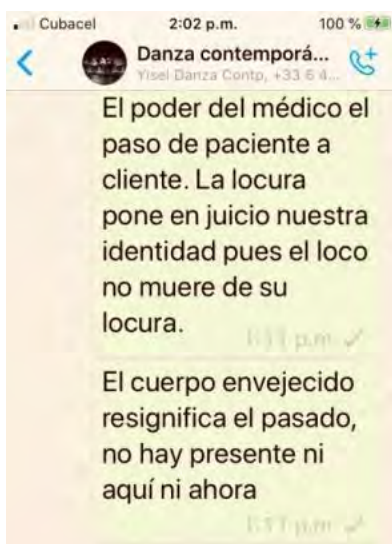 Cubacel 2:02 p.m. 100 %
Danza contemporá...
Yisel Danza Contp, +33 6 4...
El poder del médico el
paso de paciente a
cliente. La locura
pone en juicio nuestra
identidad pues el loco
no muere de su
locura.
p.m.
El cuerpo envejecido
resignifica el pasado,
no hay presente ni
aquí ni ahora
p.m.